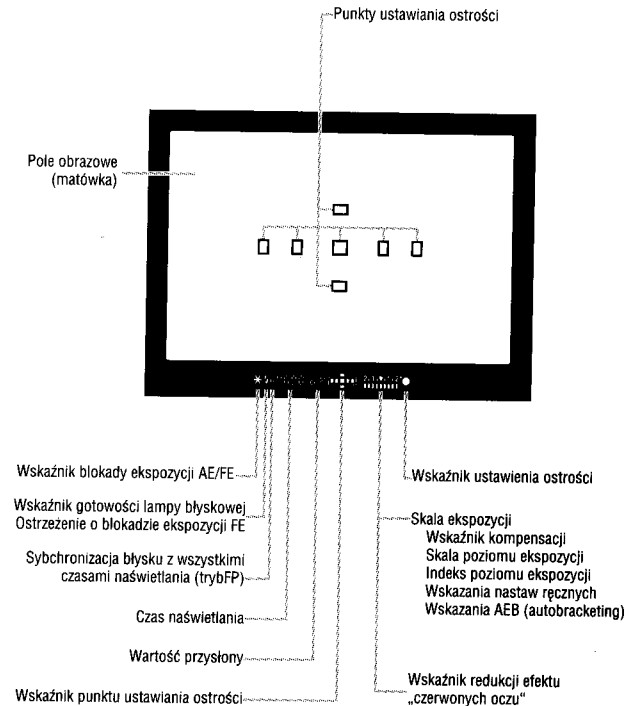 Punkty ustawiania ostrości
Pole obrazowe
(matówka)
Wskaźnik blokady ekspozycji AE/FE
Wskaźnik gotowości lampy błyskowej
Ostrzeżenie o blokadzie ekspozycji FE
Sybchronizacja błysku z wszystkimi
czasami naświetlania (trybFP)
Czas naświetlania
Wartość przysłony
Wskaźnik punktu ustawiania ostrości
Wskaźnik ustawienia ostrości
Skala ekspozycji
Wskaźnik kompensacji
Skala poziomu ekspozycji
Indeks poziomu ekspozycji
Wskazania nastaw ręcznych
Wskazania AEB (autobracketing)
Wskaźnik redukcji efektu
„czerwonych oczu“